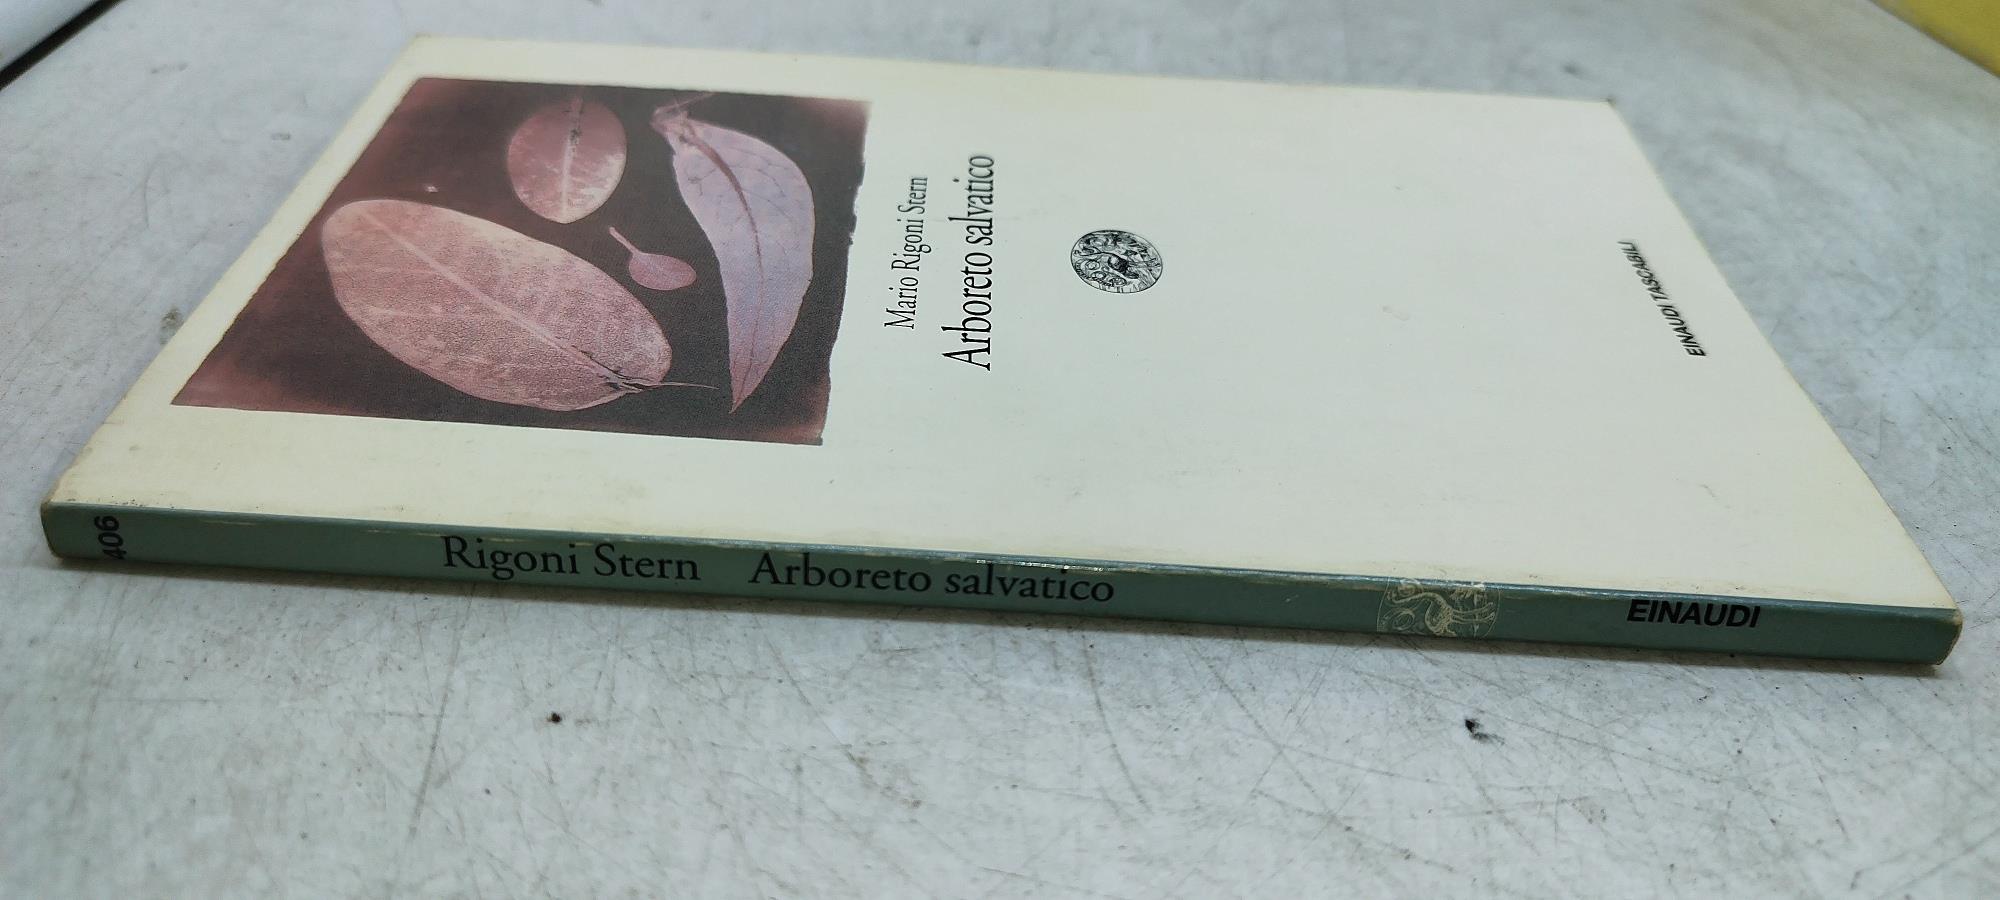 Mario Rigoni Stern
Arboreto salvatico
EINAUDI TASCABILI
406
Rigoni Stern Arboreto salvatico
EINAUDI